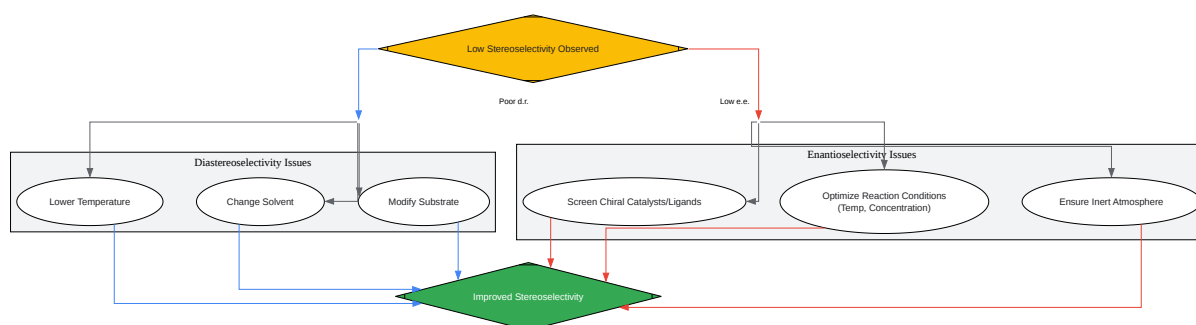 Low Stereoselectivity Observed
Poor d.r.
Low e.e.
Diastereoselectivity Issues
Enantioselectivity Issues
Lower Temperature
Change Solvent
Modify Substrate
Screen Chiral Catalysts/Ligands
Optimize Reaction Conditions
(Temp, Concentration)
Ensure Inert Atmosphere
Improved Stereoselectivity